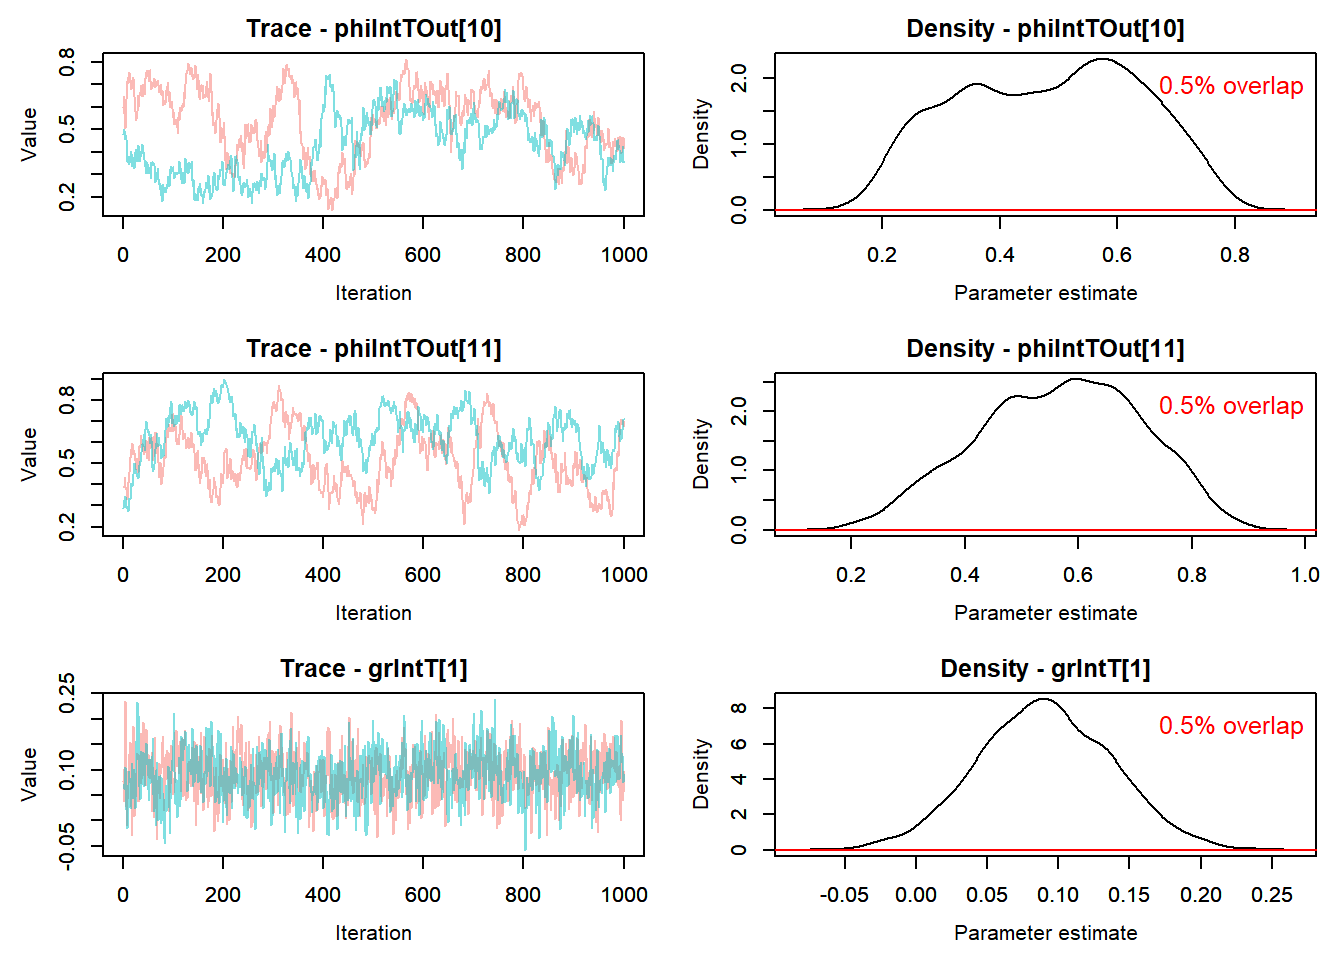 Trace - phiIntTOut[10]
Value
0.2 0.5 0.8
0 200 400 600 800 1000
Iteration
Density - phiIntTOut[10]
0.5% overlap
Density
0.0 1.0 2.0
0.2 0.4 0.6 0.8
Parameter estimate
Trace - phiIntTOut[11]
Value
0.2 0.5 0.8
0 200 400 600 800 1000
Iteration
Density - phiIntTOut[11]
0.5% overlap
Density
0.0 1.0 2.0
0.2 0.4 0.6 0.8 1.0
Parameter estimate
Trace - grIntT[1]
Value
-0.05 0.10 0.25
0 200 400 600 800 1000
Iteration
Density - grIntT[1]
0.5% overlap
Density
0 2 4 6 8
-0.05 0.00 0.05 0.10 0.15 0.20 0.25
Parameter estimate